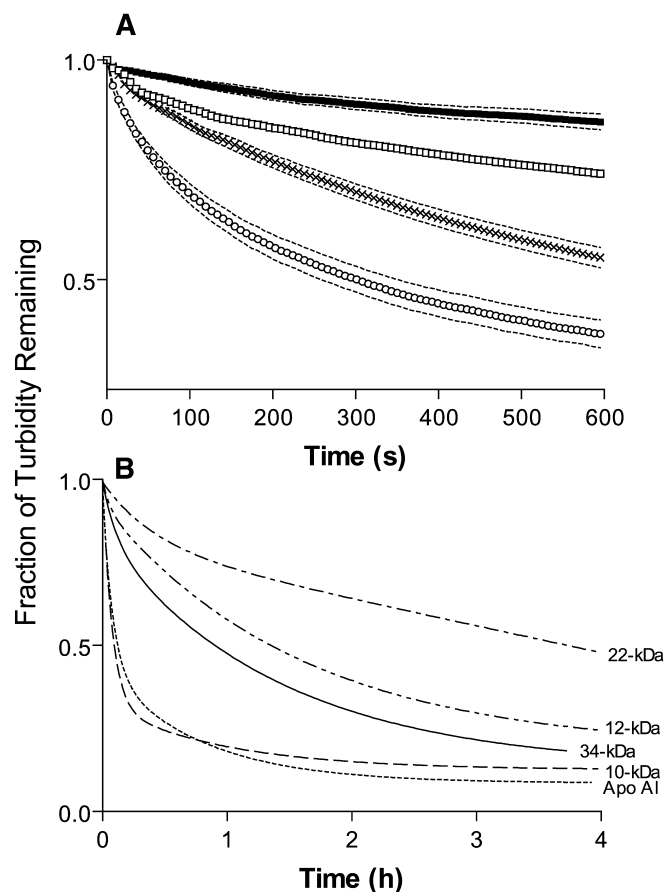 A
1.0
0.5
0 100 200 300 400 500 600
Time (s)
Fraction of Turbidity Remaining
B
1.0
0.5
0.0
22-kDa
12-kDa
34-kDa
10-kDa
Apo AI
0 1 2 3 4
Time (h)